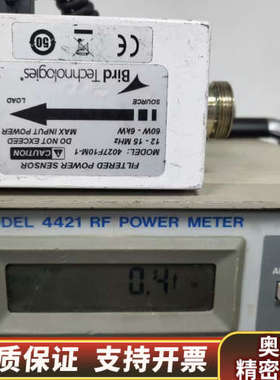 50
CE
Bird Technologies
LOAD
SOURCE
60W - 6kW
12 - 15 MHz
MAX INPUT POWER
DO NOT EXCEED
CAUTION
MODEL: 4027F10M-1
FILTERED POWER SENSOR
DEL 4421 RF POWER METER
0.41
质保证 支持开票
奥
精密